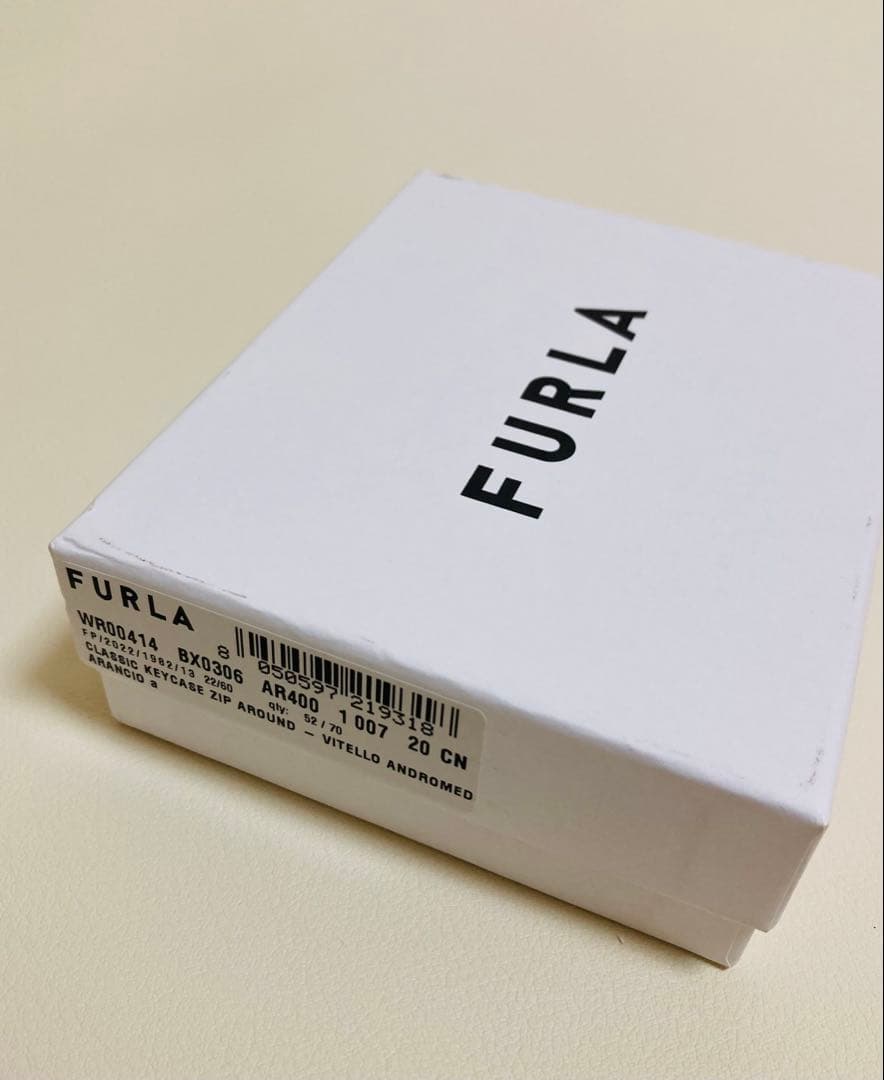 FURLA
FURLA
8 050597 219318
WR00414 BX0306 AR400 1 007 20 CN
FP/2022/1982/13 22/60 qty: 52 / 70
CLASSIC KEYCASE ZIP AROUND - VITELLO ANDROMED
ARANCIO a